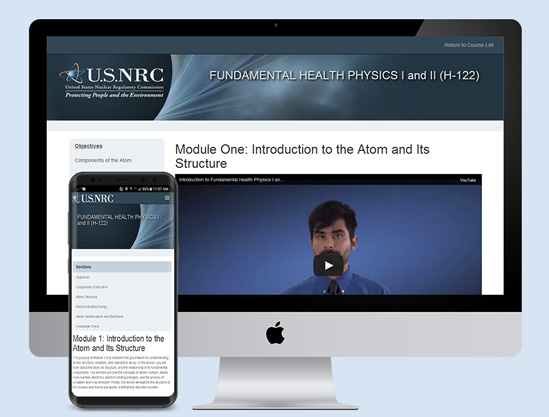 Return to Course List
U.S.NRC
United States Nuclear Regulatory Commission
Protecting People and the Environment
FUNDAMENTAL HEALTH PHYSICS I and II (H-122)
Objectives
Components of the Atom
Module One: Introduction to the Atom and Its
Structure
Introduction to Fundamental Health Physics I an...
YouTube
11:07 AM
U.S.NRC
FUNDAMENTAL HEALTH PHYSICS I
and II (H-122)
Sections
Objectives
Components of the Atom
Atomic Structure
Electron Binding Energy
Atomic Nomenclature and Shorthand
Knowledge Check
Module 1: Introduction to the
Atom and Its Structure